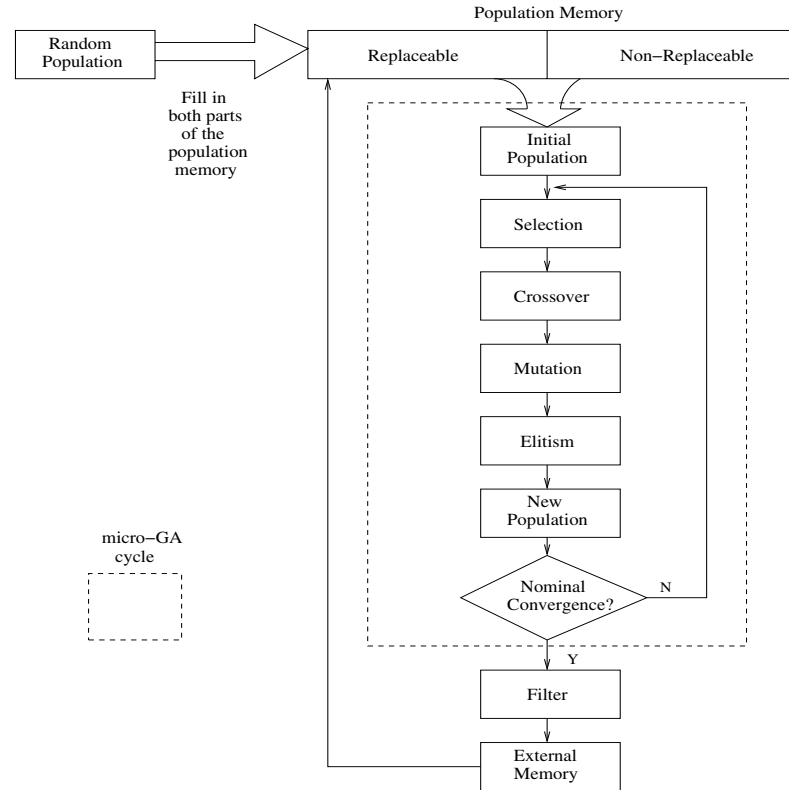 Population Memory
Random
Population
Replaceable
Non−Replaceable
Fill in
both parts
of the
population
memory
Initial
Population
Selection
Crossover
Mutation
Elitism
New
Population
micro−GA
cycle
Nominal
Convergence?
N
Y
Filter
External
Memory